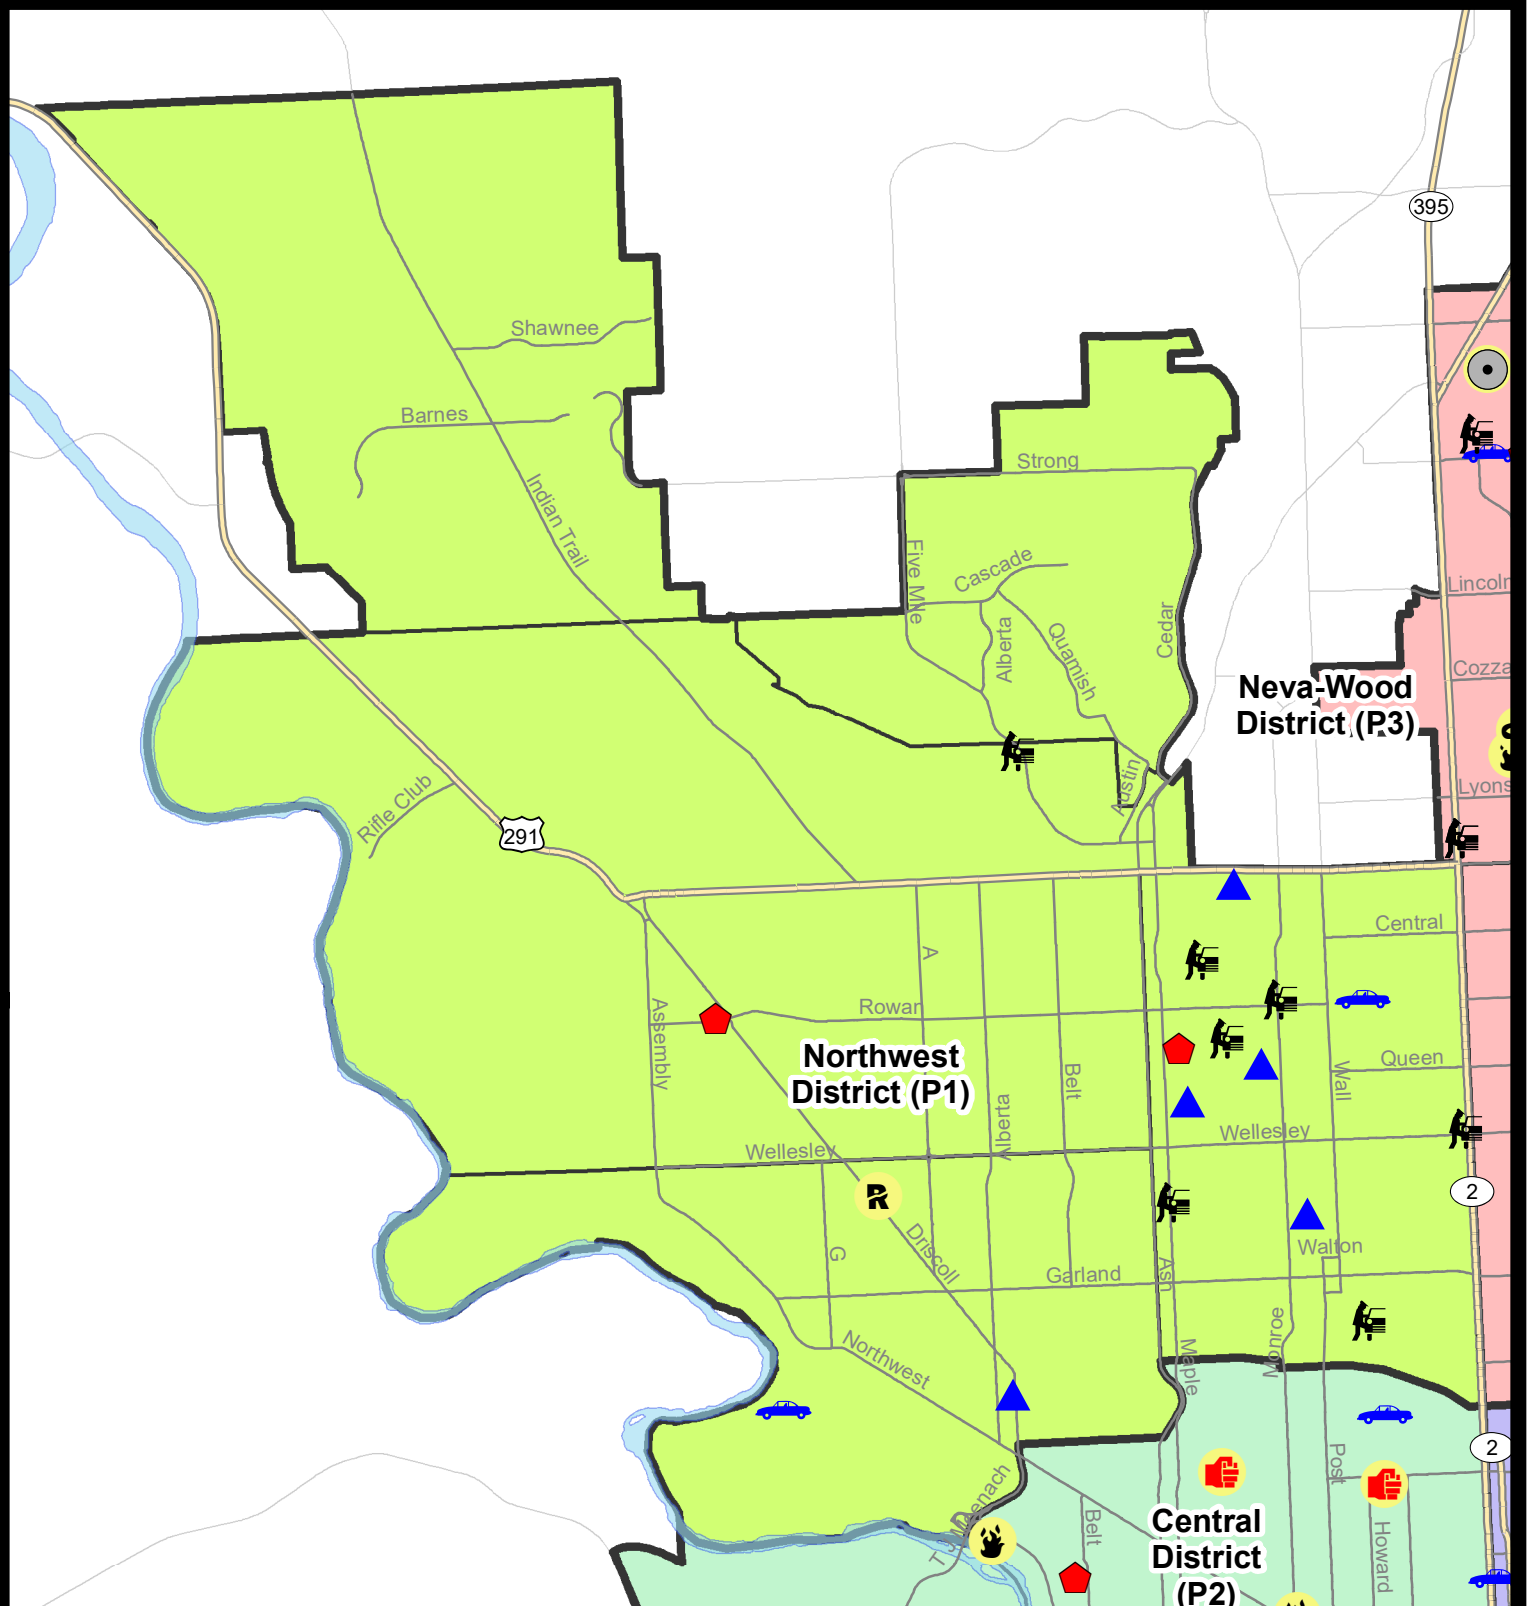 395
Shawnee
Barnes
Indian Trail
Strong
Five Mile
Cascade
Alberta
Quamish
Cedar
Lincoln
Cozza
Neva-Wood
District (P3)
Lyons
Austin
Rifle Club
291
Central
A
Rowan
Assembly
Northwest
District (P1)
Belt
Queen
Wall
Alberta
Wellesley
Wellesley
2
R
G
Driscoll
Garland
Ash
Walton
Northwest
Maple
Monroe
2
Post
Belt
Central
District
(P2)
Howard